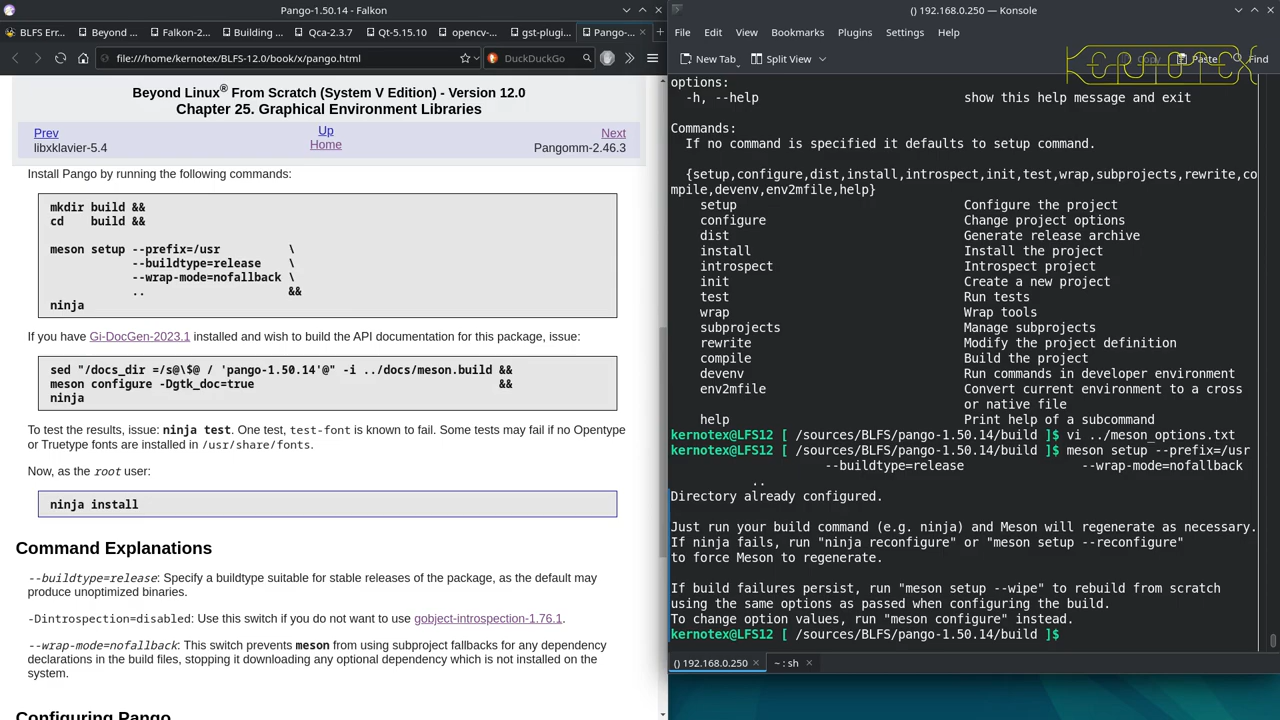 Pango-1.50.14 - Falkon
BLFS Err...
Beyond ...
Falkon-2...
Building ...
Qca-2.3.7
Qt-5.15.10
opencv-...
gst-plugi...
Pango-...
file:///home/kernotex/BLFS-12.0/book/x/pango.html
DuckDuckGo
Beyond Linux® From Scratch (System V Edition) - Version 12.0
Chapter 25. Graphical Environment Libraries
Prev Up Next
libxklavier-5.4 Home Pangomm-2.46.3
Install Pango by running the following commands:
mkdir build &&
cd    build &&
meson setup --prefix=/usr          \
--buildtype=release    \
--wrap-mode=nofallback \
..                     &&
ninja
If you have Gi-DocGen-2023.1 installed and wish to build the API documentation for this package, issue:
sed "/docs_dir =/s@\$@ / 'pango-1.50.14'@" -i ../docs/meson.build &&
meson configure -Dgtk_doc=true                                    &&
ninja
To test the results, issue: ninja test. One test, test-font is known to fail. Some tests may fail if no Opentype
or Truetype fonts are installed in /usr/share/fonts.
Now, as the root user:
ninja install
Command Explanations
--buildtype=release: Specify a buildtype suitable for stable releases of the package, as the default may
produce unoptimized binaries.
-Dintrospection=disabled: Use this switch if you do not want to use gobject-introspection-1.76.1.
--wrap-mode=nofallback: This switch prevents meson from using subproject fallbacks for any dependency
declarations in the build files, stopping it downloading any optional dependency which is not installed on the
system.
Configuring Pango
() 192.168.0.250 — Konsole
File Edit View Bookmarks Plugins Settings Help
New Tab Split View Copy Paste Find
KERNOTEX
options:
-h, --help                            show this help message and exit
Commands:
If no command is specified it defaults to setup command.
{setup,configure,dist,install,introspect,init,test,wrap,subprojects,rewrite,co
mpile,devenv,env2mfile,help}
setup                               Configure the project
configure                           Change project options
dist                                Generate release archive
install                             Install the project
introspect                          Introspect project
init                                Create a new project
test                                Run tests
wrap                                Wrap tools
subprojects                         Manage subprojects
rewrite                             Modify the project definition
compile                             Build the project
devenv                              Run commands in developer environment
env2mfile                           Convert current environment to a cross
or native file
help                                Print help of a subcommand
kernotex@LFS12 [ /sources/BLFS/pango-1.50.14/build ]$ vi ../meson_options.txt
kernotex@LFS12 [ /sources/BLFS/pango-1.50.14/build ]$ meson setup --prefix=/usr
--buildtype=release                --wrap-mode=nofallback
..
Directory already configured.
Just run your build command (e.g. ninja) and Meson will regenerate as necessary.
If ninja fails, run "ninja reconfigure" or "meson setup --reconfigure"
to force Meson to regenerate.
If build failures persist, run "meson setup --wipe" to rebuild from scratch
using the same options as passed when configuring the build.
To change option values, run "meson configure" instead.
kernotex@LFS12 [ /sources/BLFS/pango-1.50.14/build ]$
() 192.168.0.250
~ : sh